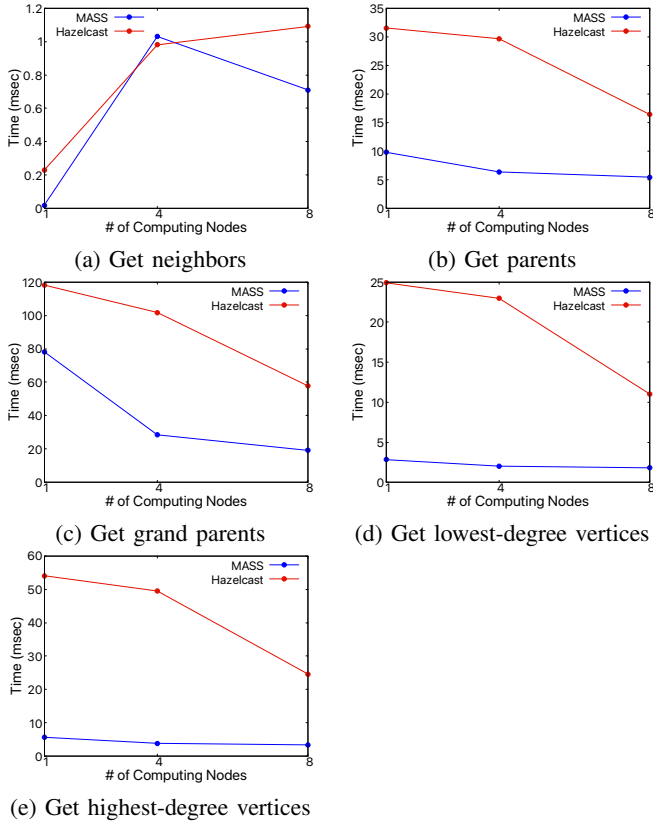 MASS
Hazelcast
1.2
1
0.8
0.6
0.4
0.2
0
Time (msec)
1 4 8
# of Computing Nodes
(a) Get neighbors
MASS
Hazelcast
35
30
25
20
15
10
5
0
Time (msec)
1 4 8
# of Computing Nodes
(b) Get parents
MASS
Hazelcast
120
100
80
60
40
20
0
Time (msec)
1 4 8
# of Computing Nodes
(c) Get grand parents
MASS
Hazelcast
25
20
15
10
5
0
Time (msec)
1 4 8
# of Computing Nodes
(d) Get lowest-degree vertices
MASS
Hazelcast
60
50
40
30
20
10
0
Time (msec)
1 4 8
# of Computing Nodes
(e) Get highest-degree vertices